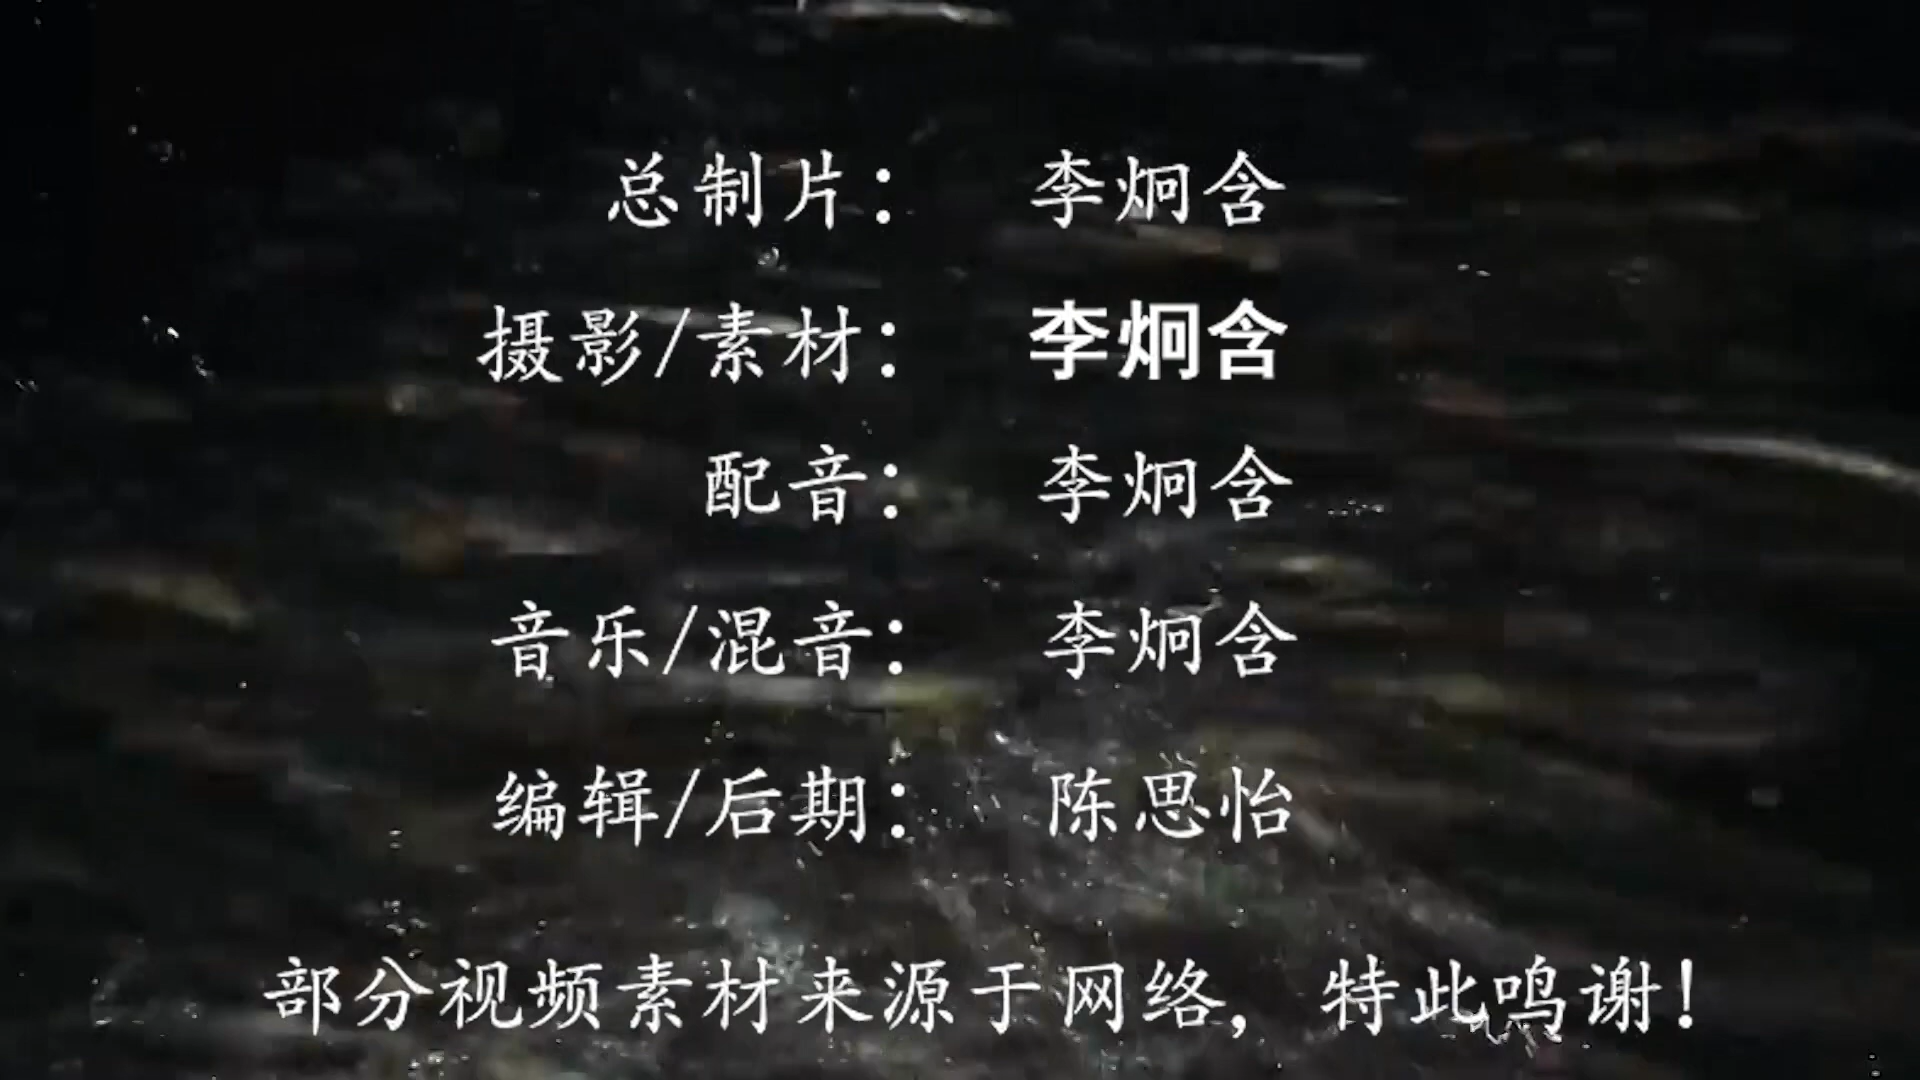 总制片： 李炯含
摄影/素材： 李炯含
配音： 李炯含
音乐/混音： 李炯含
编辑/后期： 陈思怡
部分视频素材来源于网络，特此鸣谢！